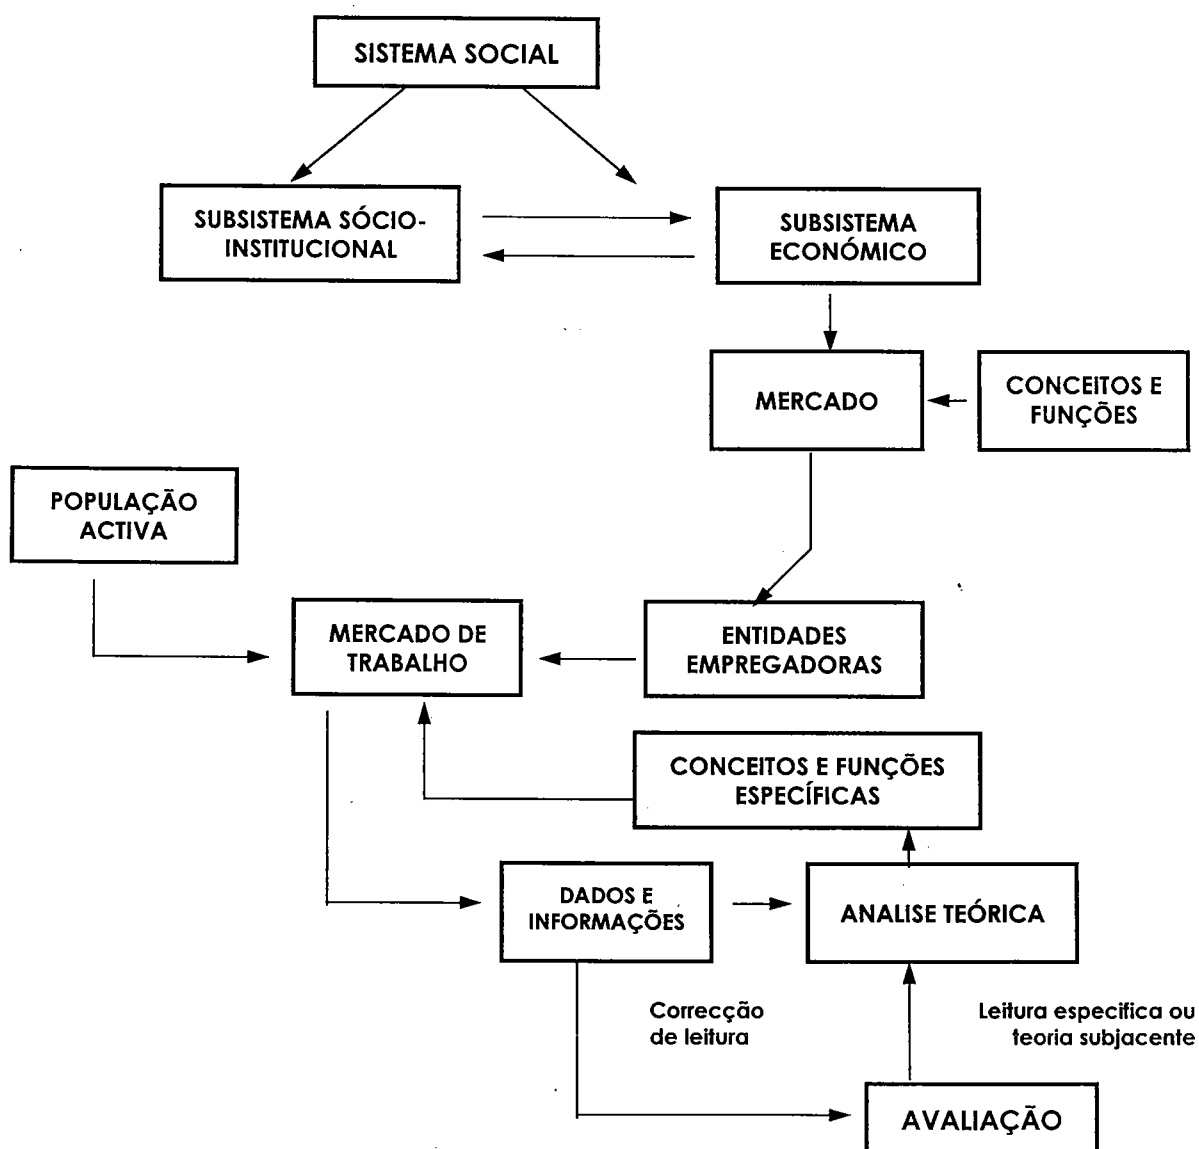 SISTEMA SOCIAL
SUBSISTEMA SÓCIO-
INSTITUCIONAL
SUBSISTEMA
ECONÓMICO
MERCADO
CONCEITOS E
FUNÇÕES
POPULAÇÃO
ACTIVA
MERCADO DE
TRABALHO
ENTIDADES
EMPREGADORAS
CONCEITOS E FUNÇÕES
ESPECÍFICAS
DADOS E
INFORMAÇÕES
ANALISE TEÓRICA
Correcção
de leitura
Leitura especifica ou
teoria subjacente
AVALIAÇÃO